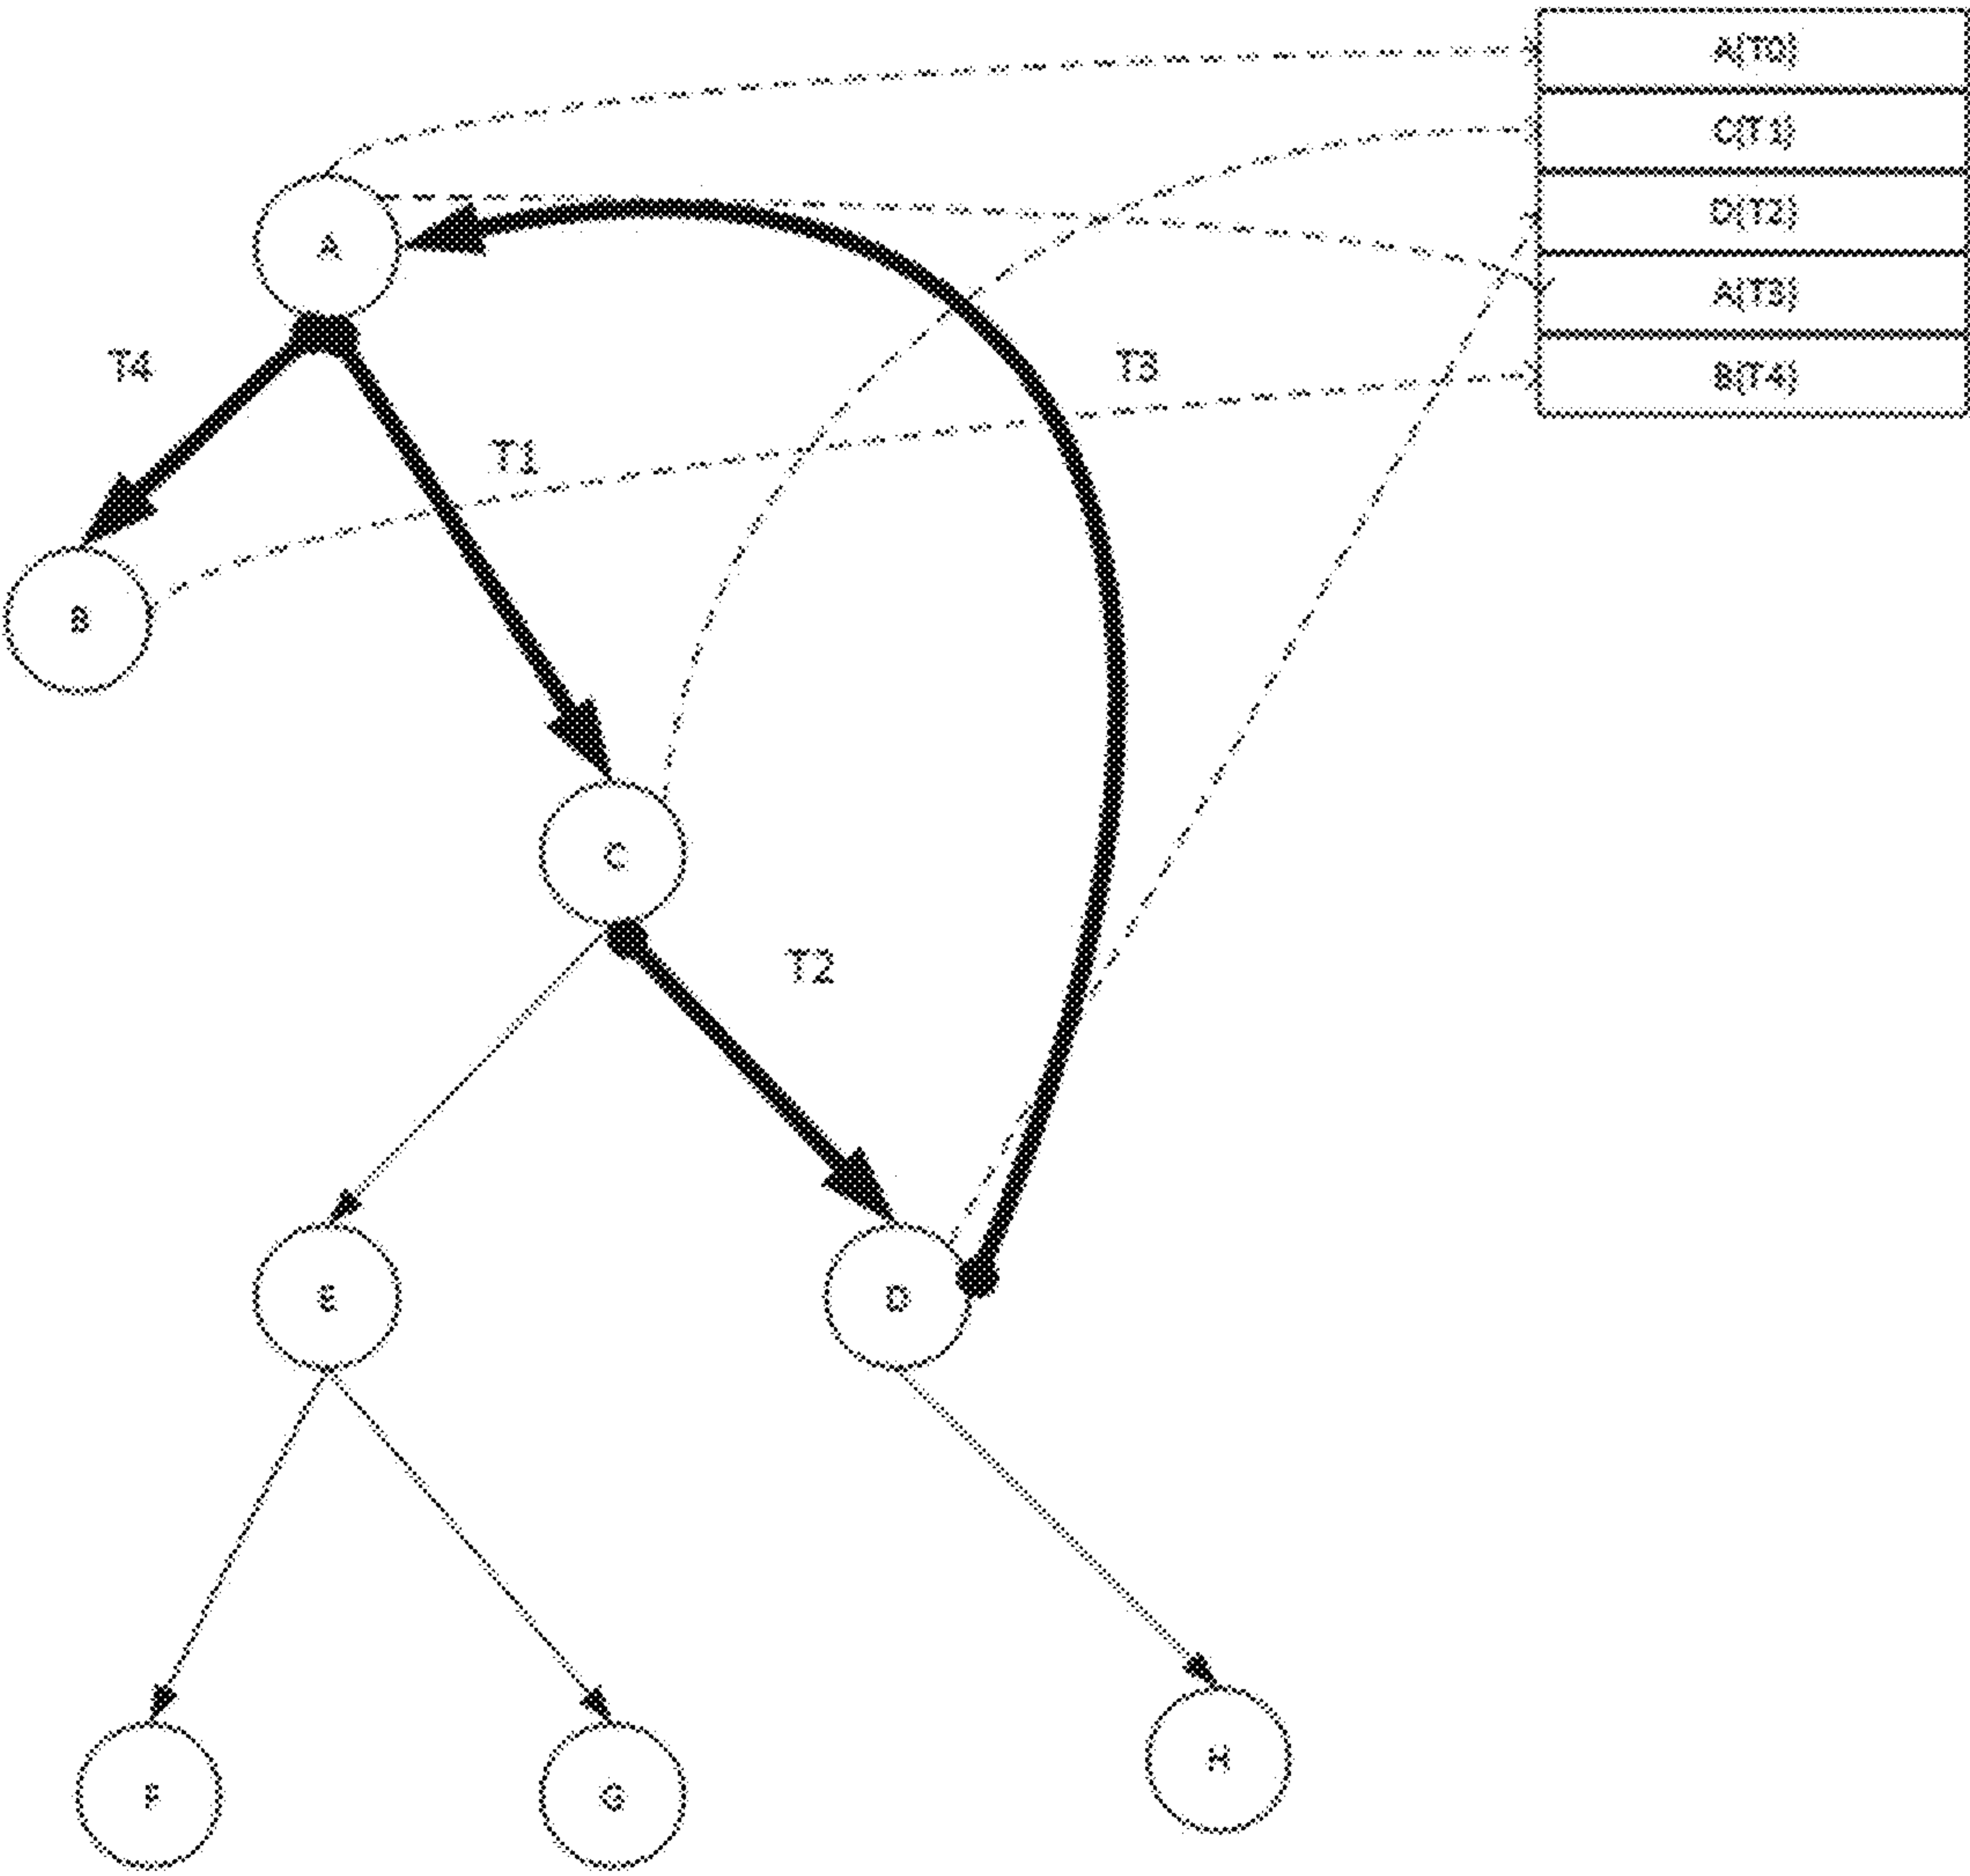 A(T0)
C(T1)
D(T2)
A(T3)
B(T4)
A
T4
T3
T1
B
C
T2
E
D
F
G
H